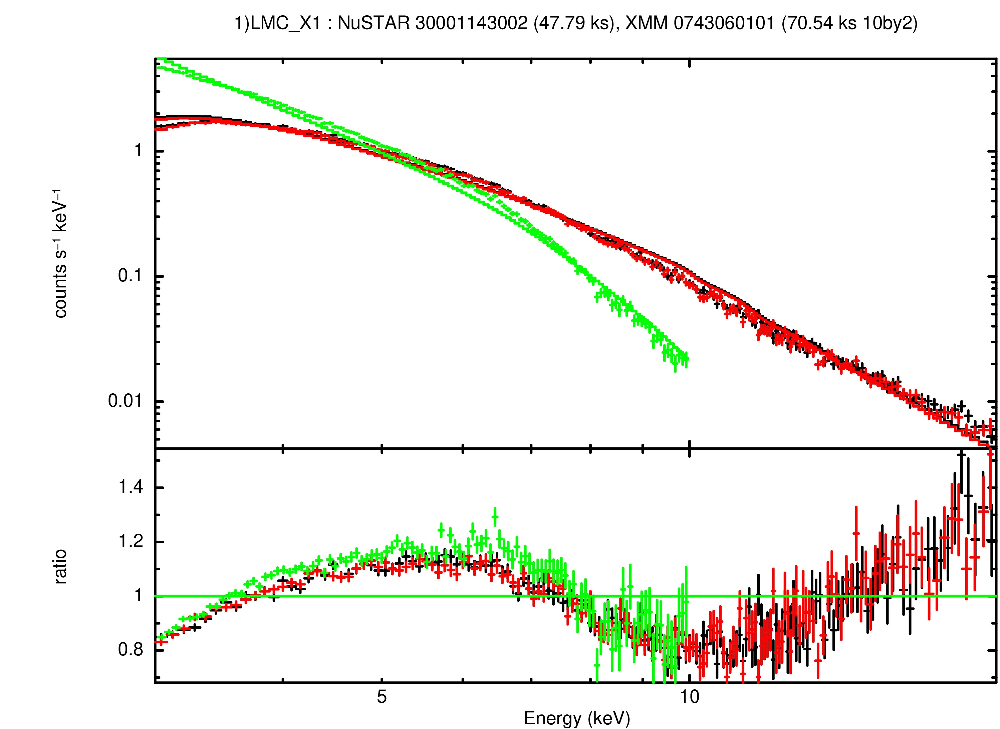 1)LMC_X1 : NuSTAR 30001143002 (47.79 ks), XMM 0743060101 (70.54 ks 10by2)
counts s⁻¹ keV⁻¹
1
0.1
0.01
ratio
1.4
1.2
1
0.8
5
10
Energy (keV)